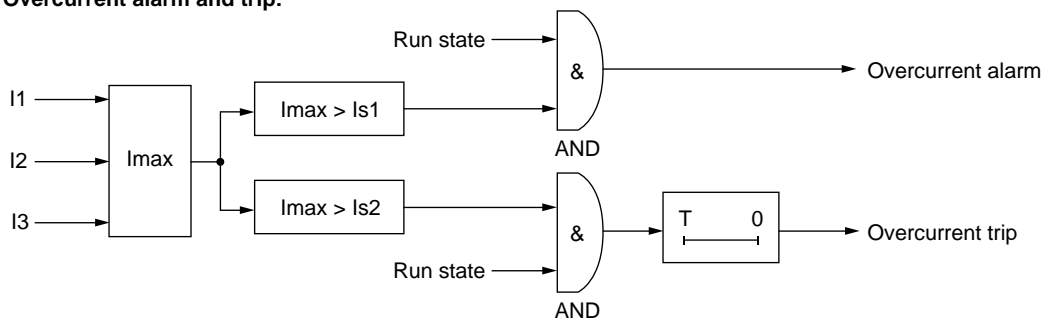 Overcurrent alarm and trip:
Run state
&
Overcurrent alarm
I1
Imax > Is1
I2
Imax
AND
I3
Imax > Is2
T 0
&
Overcurrent trip
Run state
AND